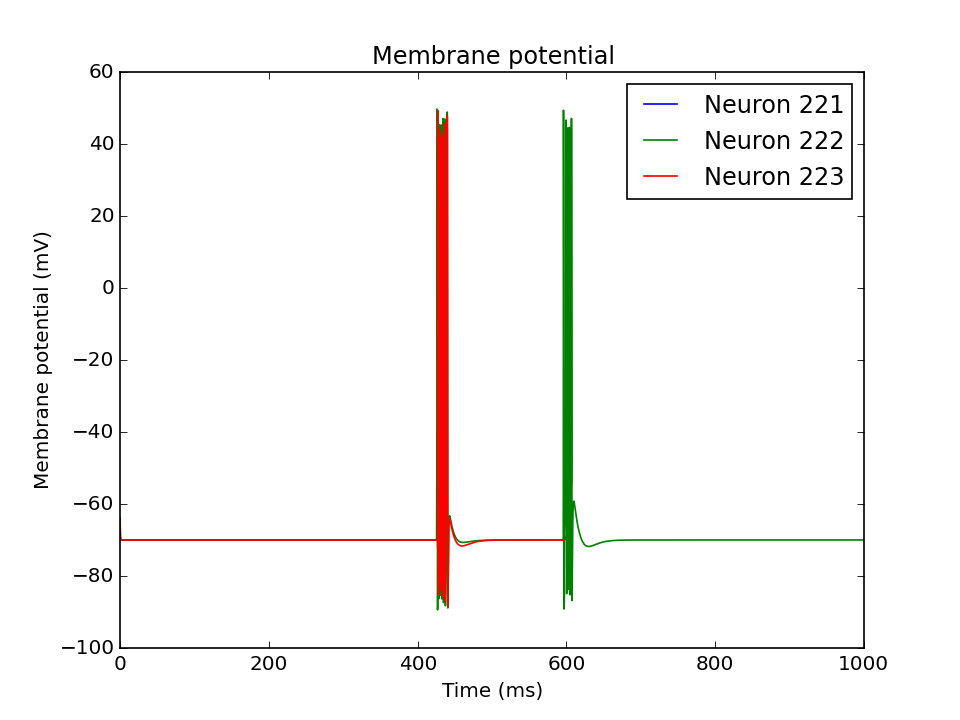 Membrane potential
60
40
20
0
−20
−40
−60
−80
−100
Membrane potential (mV)
Neuron 221
Neuron 222
Neuron 223
0 200 400 600 800 1000
Time (ms)